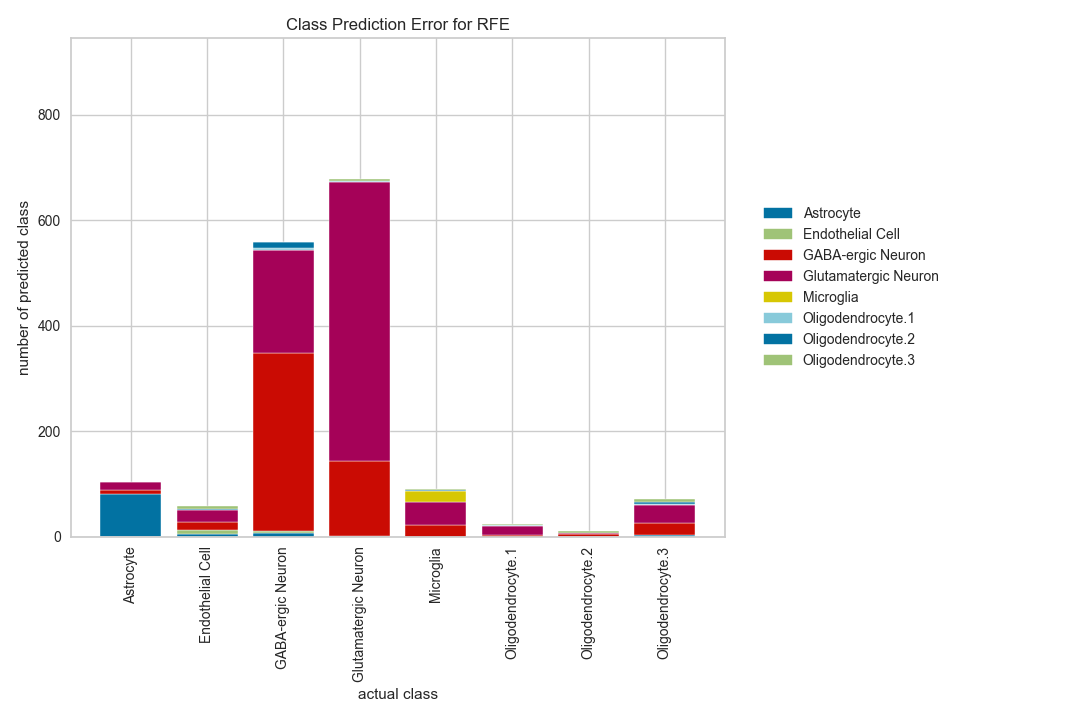 Class Prediction Error for RFE
number of predicted class
800
600
400
200
0
Astrocyte
Endothelial Cell
GABA-ergic Neuron
Glutamatergic Neuron
Microglia
Oligodendrocyte.1
Oligodendrocyte.2
Oligodendrocyte.3
actual class
Astrocyte
Endothelial Cell
GABA-ergic Neuron
Glutamatergic Neuron
Microglia
Oligodendrocyte.1
Oligodendrocyte.2
Oligodendrocyte.3